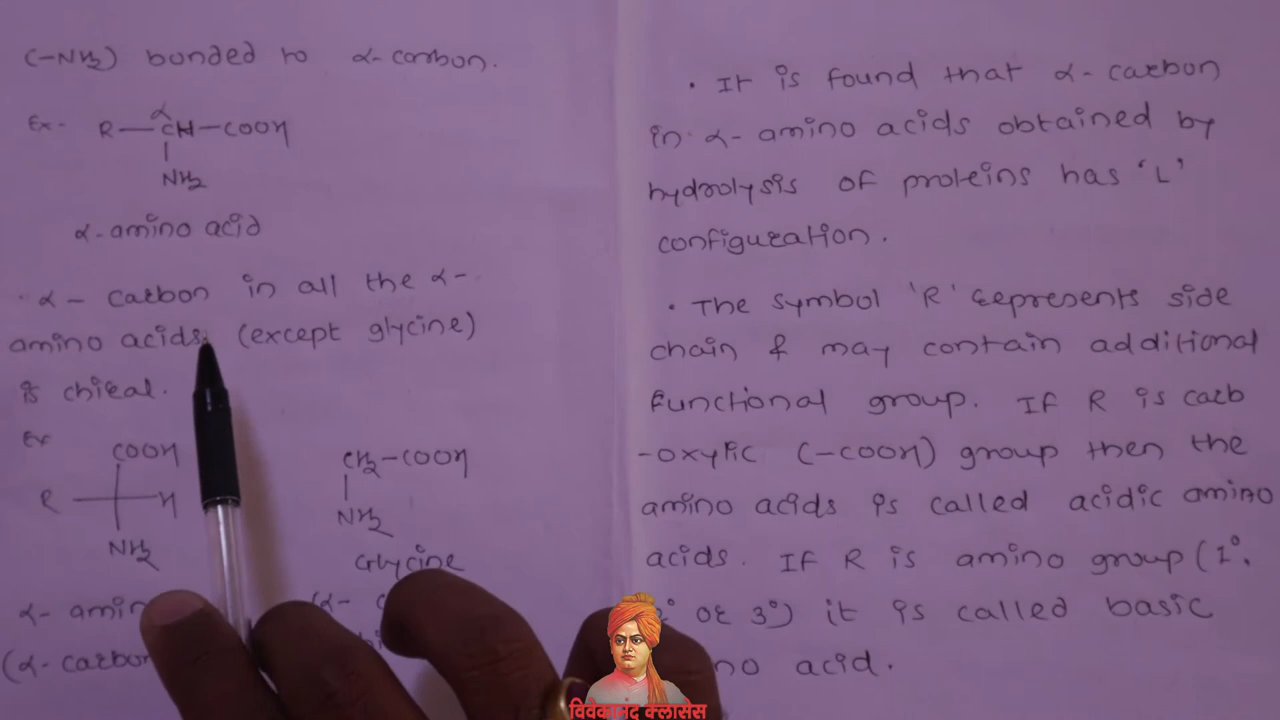 (-NH2) bonded to α-carbon.
Ex- R—CH—COOH
α
NH2
α-amino acid
· α- carbon in all the α-
amino acids (except glycine)
is chiral.
Ex
COOH
R H
NH2
CH2-COOH
NH2
Glycine
α- amin
(α-carbon
(α-
· It is found that α- carbon
in α- amino acids obtained by
hydrolysis of proteins has 'L'
configuration.
· The symbol 'R' represents side
chain & may contain additional
functional group. If R is carb
-oxylic (-COOH) group then the
amino acids is called acidic amino
acids. If R is amino group (1°,
2° or 3°) it is called basic
no acid.
विवेकानंद क्लासेस